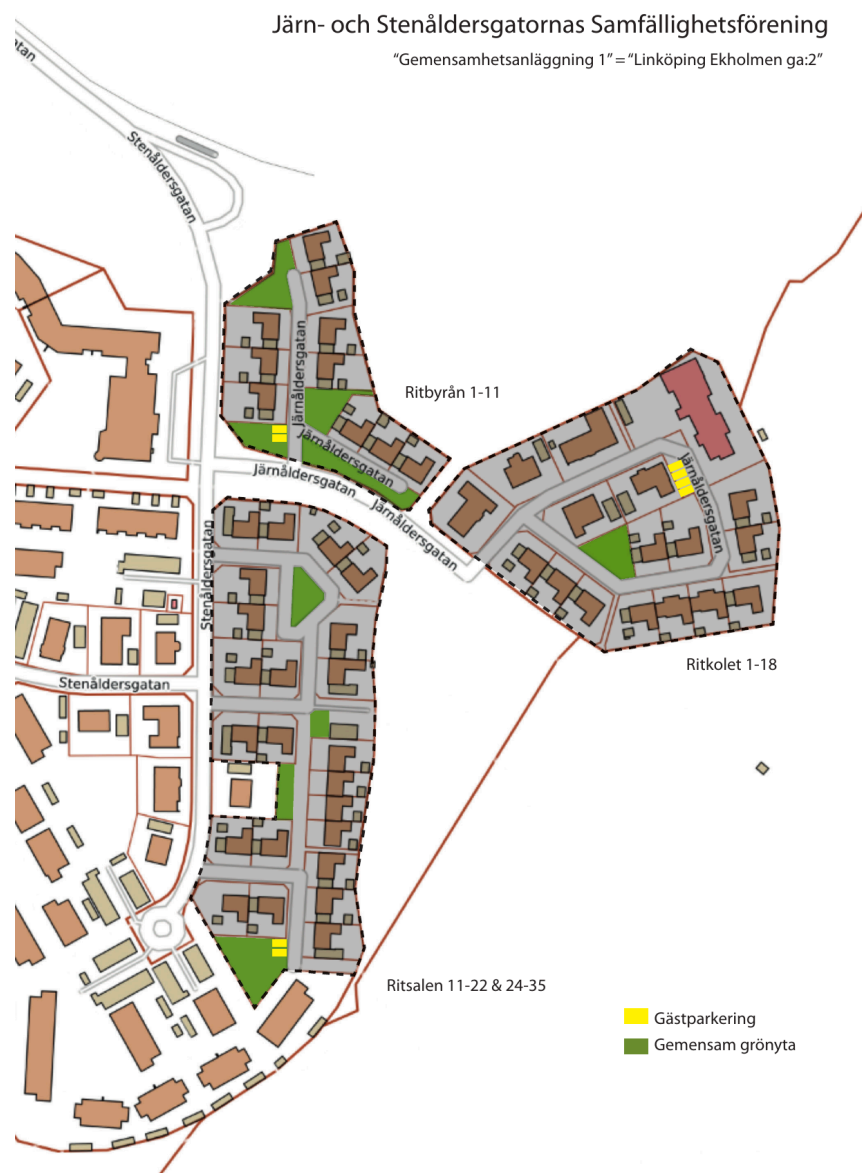 Järn- och Stenåldersgatornas Samfällighetsförening
“Gemensamhetsanläggning 1” = “Linköping Ekholmen ga:2”
atan
Stenåldersgatan
Järnåldersgatan
Ritbyrån 1-11
Järnåldersgatan
Järnåldersgatan
Järnåldersgatan
Järnåldersgatan
Stenåldersgatan
Ritkolet 1-18
Stenåldersgatan
Ritsalen 11-22 & 24-35
Gästparkering
Gemensam grönyta